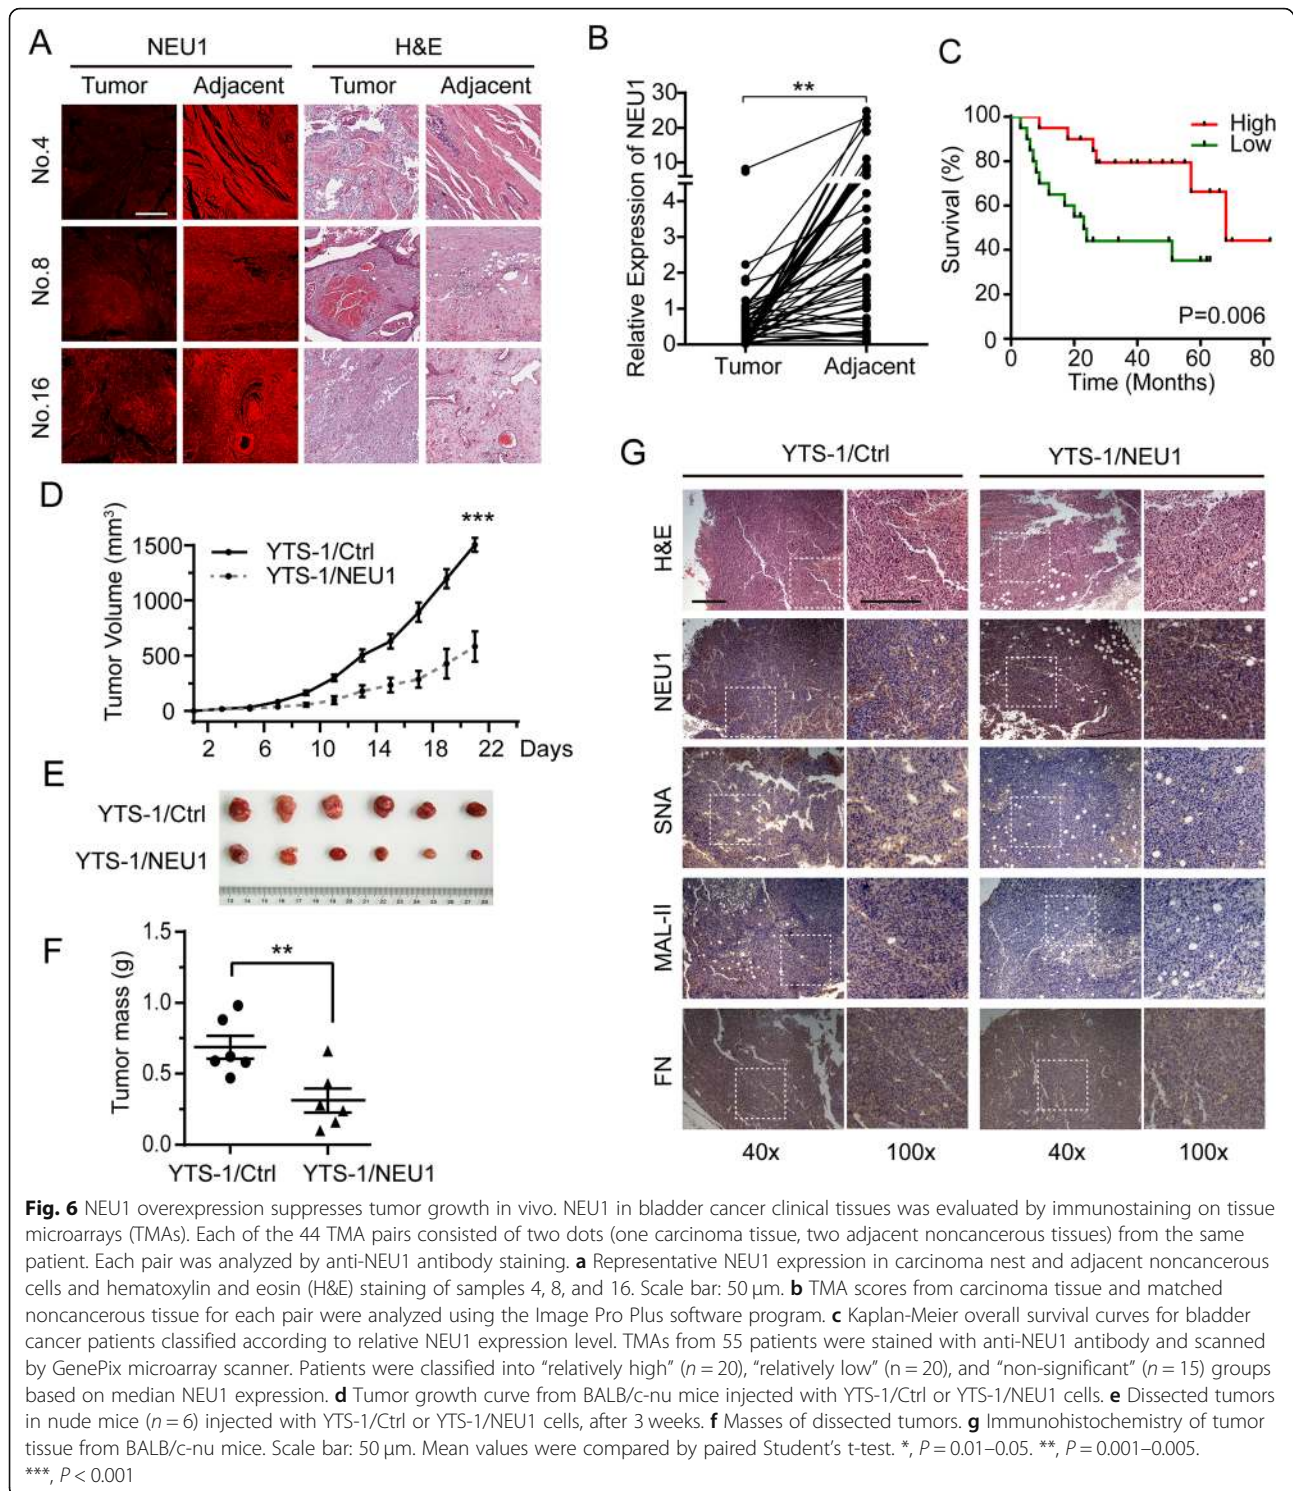 A
NEU1
H&E
Tumor
Adjacent
Tumor
Adjacent
No.4
No.8
No.16
B
Relative Expression of NEU1
30
20
10
4
3
2
1
0
**
Tumor
Adjacent
C
Survival (%)
100
80
60
40
20
0
High
Low
P=0.006
0
20
40
60
80
Time (Months)
D
Tumor Volume (mm³)
1500
1000
500
0
YTS-1/Ctrl
YTS-1/NEU1
***
2
6
10
14
18
22
Days
E
YTS-1/Ctrl
YTS-1/NEU1
F
Tumor mass (g)
1.5
1.0
0.5
0.0
**
YTS-1/Ctrl
YTS-1/NEU1
G
YTS-1/Ctrl
YTS-1/NEU1
H&E
NEU1
SNA
MAL-II
FN
40x
100x
40x
100x
Fig. 6 NEU1 overexpression suppresses tumor growth in vivo. NEU1 in bladder cancer clinical tissues was evaluated by immunostaining on tissue
microarrays (TMAs). Each of the 44 TMA pairs consisted of two dots (one carcinoma tissue, two adjacent noncancerous tissues) from the same
patient. Each pair was analyzed by anti-NEU1 antibody staining. a Representative NEU1 expression in carcinoma nest and adjacent noncancerous
cells and hematoxylin and eosin (H&E) staining of samples 4, 8, and 16. Scale bar: 50 μm. b TMA scores from carcinoma tissue and matched
noncancerous tissue for each pair were analyzed using the Image Pro Plus software program. c Kaplan-Meier overall survival curves for bladder
cancer patients classified according to relative NEU1 expression level. TMAs from 55 patients were stained with anti-NEU1 antibody and scanned
by GenePix microarray scanner. Patients were classified into “relatively high” (n = 20), “relatively low” (n = 20), and “non-significant” (n = 15) groups
based on median NEU1 expression. d Tumor growth curve from BALB/c-nu mice injected with YTS-1/Ctrl or YTS-1/NEU1 cells. e Dissected tumors
in nude mice (n = 6) injected with YTS-1/Ctrl or YTS-1/NEU1 cells, after 3 weeks. f Masses of dissected tumors. g Immunohistochemistry of tumor
tissue from BALB/c-nu mice. Scale bar: 50 μm. Mean values were compared by paired Student’s t-test. *, P = 0.01–0.05. **, P = 0.001–0.005.
***, P < 0.001